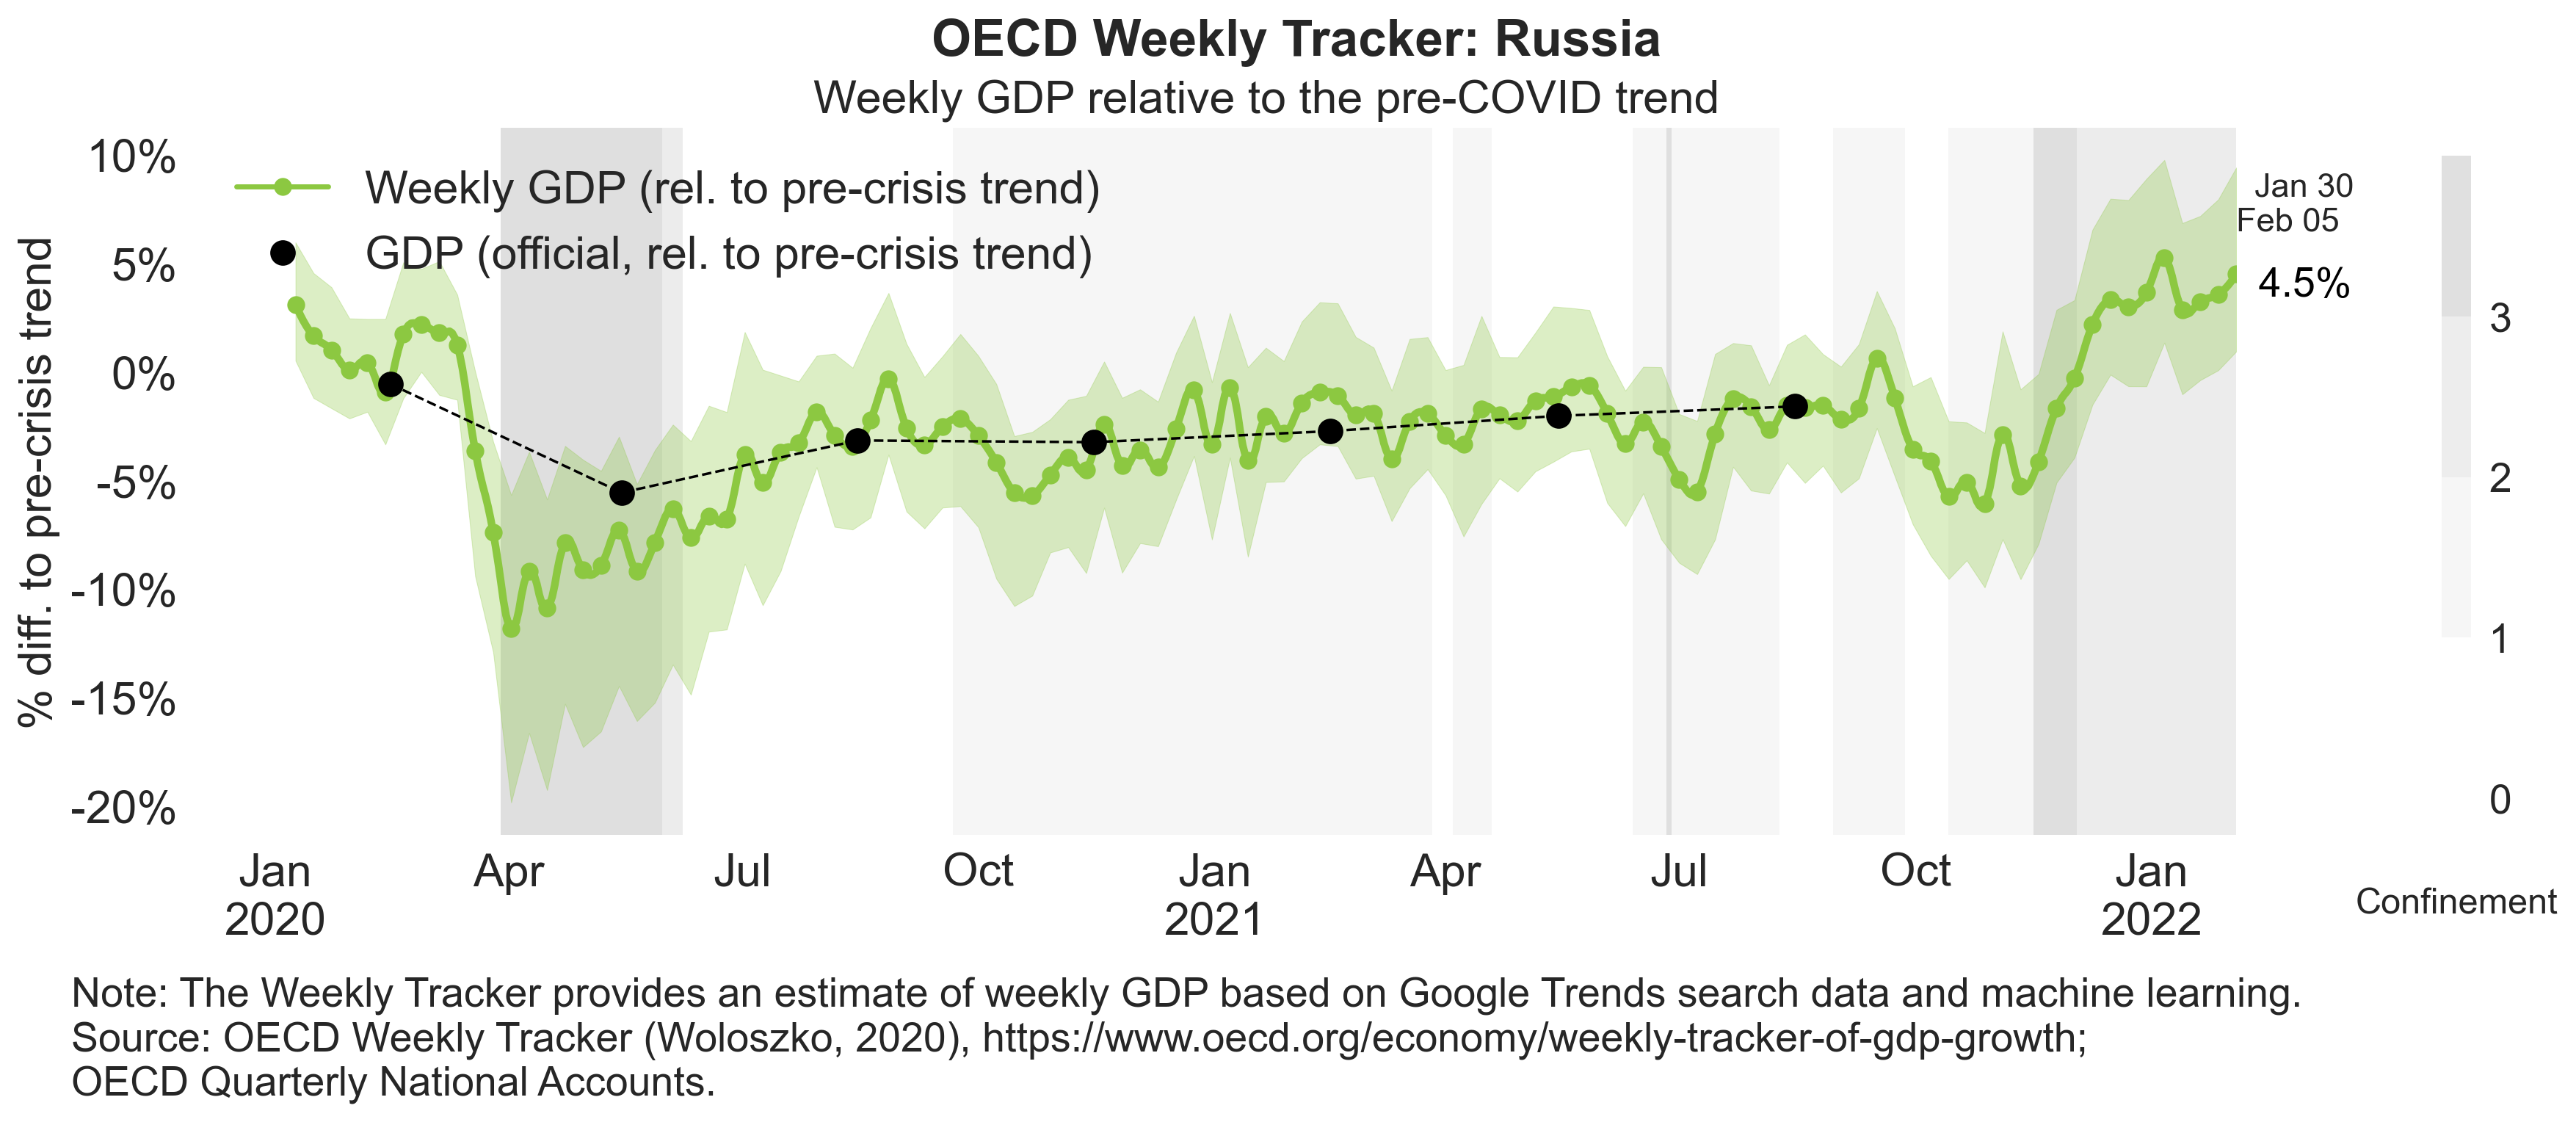 OECD Weekly Tracker: Russia
Weekly GDP relative to the pre-COVID trend
% diff. to pre-crisis trend
10%
5%
0%
-5%
-10%
-15%
-20%
Weekly GDP (rel. to pre-crisis trend)
GDP (official, rel. to pre-crisis trend)
Jan 30
Feb 05
4.5%
3
2
1
0
Confinement
Jan
2020
Apr
Jul
Oct
Jan
2021
Apr
Jul
Oct
Jan
2022
Note: The Weekly Tracker provides an estimate of weekly GDP based on Google Trends search data and machine learning.
Source: OECD Weekly Tracker (Woloszko, 2020), https://www.oecd.org/economy/weekly-tracker-of-gdp-growth;
OECD Quarterly National Accounts.